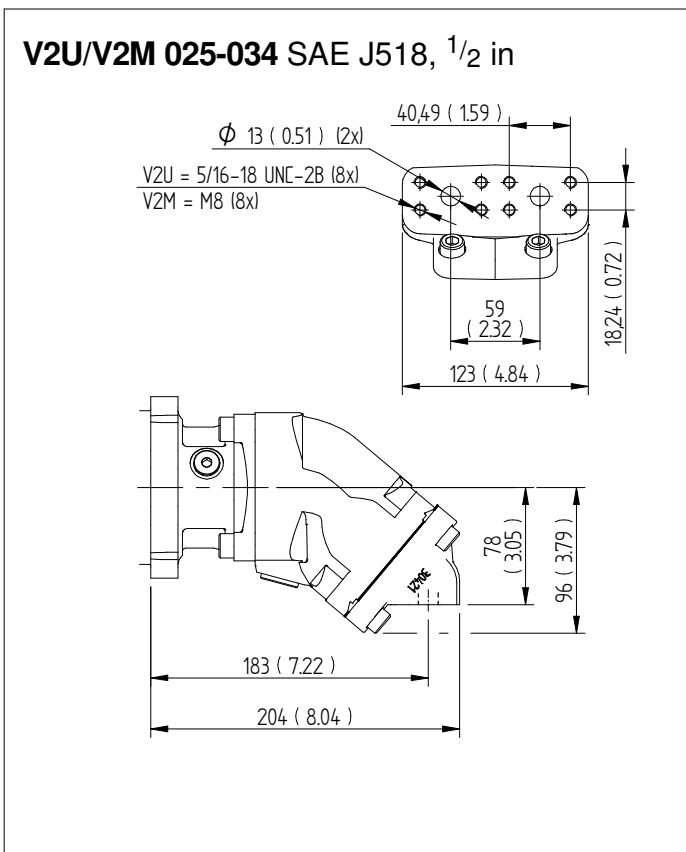 V2U/V2M 025-034 SAE J518, 1/2 in
40,49 ( 1.59 )
ϕ 13 ( 0.51 ) (2x)
V2U = 5/16-18 UNC-2B (8x)
V2M = M8 (8x)
18,24 ( 0.72 )
59
( 2.32 )
123 ( 4.84 )
78
( 3.05 )
96 ( 3.79 )
30421
183 ( 7.22 )
204 ( 8.04 )